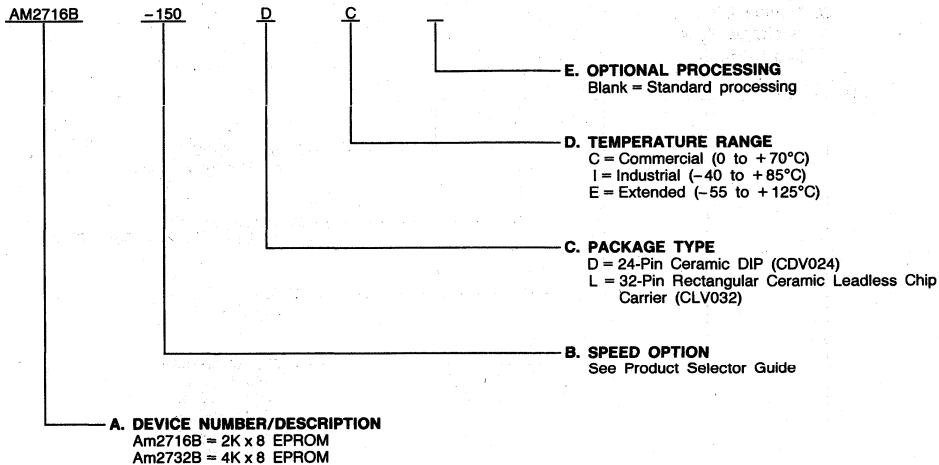 AM2716B -150 D C _
E. OPTIONAL PROCESSING
Blank = Standard processing
D. TEMPERATURE RANGE
C = Commercial (0 to +70°C)
I = Industrial (-40 to +85°C)
E = Extended (-55 to +125°C)
C. PACKAGE TYPE
D = 24-Pin Ceramic DIP (CDV024)
L = 32-Pin Rectangular Ceramic Leadless Chip
Carrier (CLV032)
B. SPEED OPTION
See Product Selector Guide
A. DEVICE NUMBER/DESCRIPTION
Am2716B = 2K x 8 EPROM
Am2732B = 4K x 8 EPROM